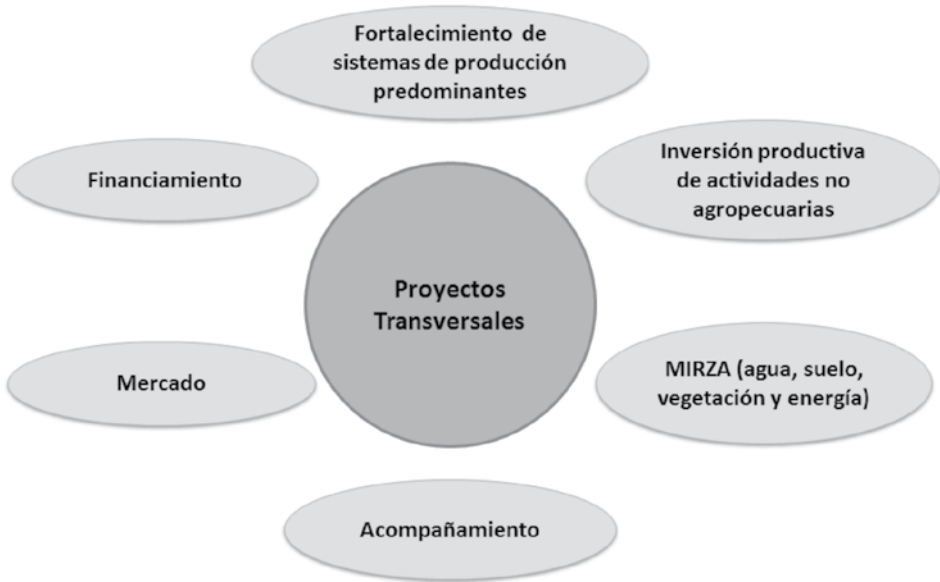 Fortalecimiento de
sistemas de producción
predominantes
Financiamiento
Inversión productiva
de actividades no
agropecuarias
Proyectos
Transversales
Mercado
MIRZA (agua, suelo,
vegetación y energía)
Acompañamiento